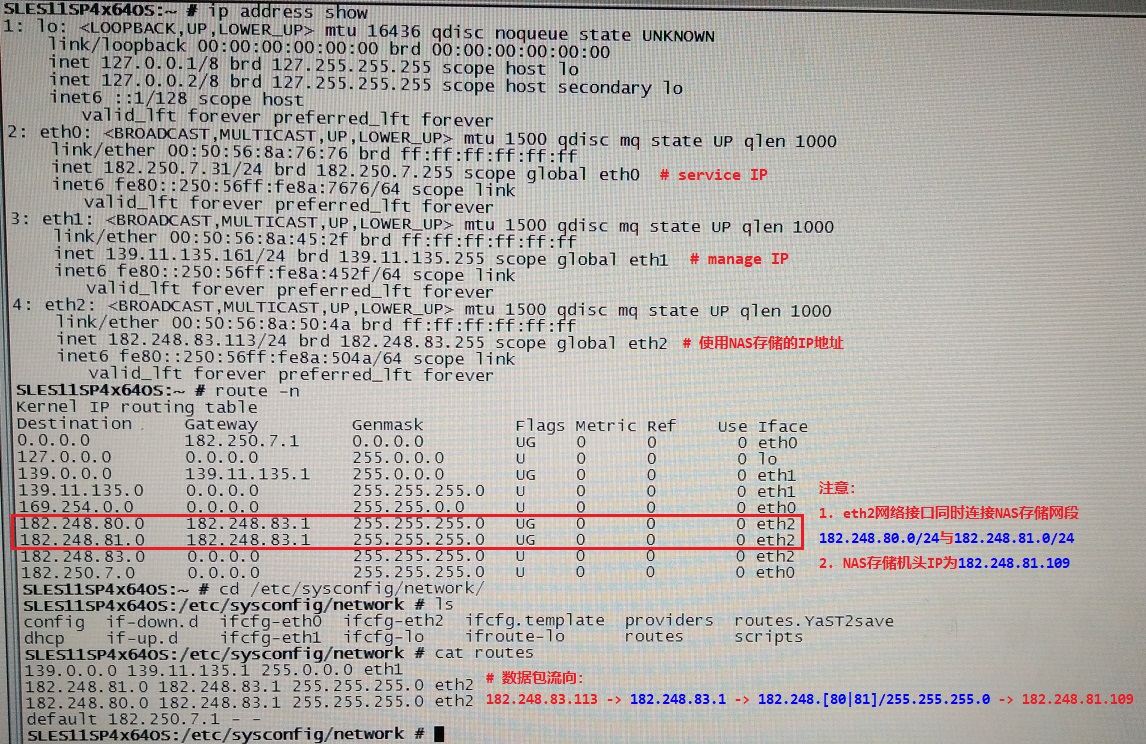 SLES11SP4x64OS:~ # ip address show
1: lo: <LOOPBACK,UP,LOWER_UP> mtu 16436 qdisc noqueue state UNKNOWN
link/loopback 00:00:00:00:00:00 brd 00:00:00:00:00:00
inet 127.0.0.1/8 brd 127.255.255.255 scope host lo
inet 127.0.0.2/8 brd 127.255.255.255 scope host secondary lo
inet6 ::1/128 scope host
valid_lft forever preferred_lft forever
2: eth0: <BROADCAST,MULTICAST,UP,LOWER_UP> mtu 1500 qdisc mq state UP qlen 1000
link/ether 00:50:56:8a:76:76 brd ff:ff:ff:ff:ff:ff
inet 182.250.7.31/24 brd 182.250.7.255 scope global eth0 # service IP
inet6 fe80::250:56ff:fe8a:7676/64 scope link
valid_lft forever preferred_lft forever
3: eth1: <BROADCAST,MULTICAST,UP,LOWER_UP> mtu 1500 qdisc mq state UP qlen 1000
link/ether 00:50:56:8a:45:2f brd ff:ff:ff:ff:ff:ff
inet 139.11.135.161/24 brd 139.11.135.255 scope global eth1 # manage IP
inet6 fe80::250:56ff:fe8a:452f/64 scope link
valid_lft forever preferred_lft forever
4: eth2: <BROADCAST,MULTICAST,UP,LOWER_UP> mtu 1500 qdisc mq state UP qlen 1000
link/ether 00:50:56:8a:50:4a brd ff:ff:ff:ff:ff:ff
inet 182.248.83.113/24 brd 182.248.83.255 scope global eth2 # 使用NAS存储的IP地址
inet6 fe80::250:56ff:fe8a:504a/64 scope link
valid_lft forever preferred_lft forever
SLES11SP4x64OS:~ # route -n
Kernel IP routing table
Destination Gateway Genmask Flags Metric Ref Use Iface
0.0.0.0 182.250.7.1 0.0.0.0 UG 0 0 0 eth0
127.0.0.0 0.0.0.0 255.0.0.0 U 0 0 0 lo
139.0.0.0 139.11.135.1 255.0.0.0 UG 0 0 0 eth1
139.11.135.0 0.0.0.0 255.255.255.0 U 0 0 0 eth1
169.254.0.0 0.0.0.0 255.255.0.0 U 0 0 0 eth0
182.248.80.0 182.248.83.1 255.255.255.0 UG 0 0 0 eth2
182.248.81.0 182.248.83.1 255.255.255.0 UG 0 0 0 eth2
182.248.83.0 0.0.0.0 255.255.255.0 U 0 0 0 eth2
182.250.7.0 0.0.0.0 255.255.255.0 U 0 0 0 eth0
注意:
1. eth2网络接口同时连接NAS存储网段
182.248.80.0/24与182.248.81.0/24
2. NAS存储机头IP为182.248.81.109
SLES11SP4x64OS:~ # cd /etc/sysconfig/network/
SLES11SP4x64OS:/etc/sysconfig/network # ls
config if-down.d ifcfg-eth0 ifcfg-eth2 ifcfg.template providers routes.YaST2save
dhcp if-up.d ifcfg-eth1 ifcfg-lo ifroute-lo routes scripts
SLES11SP4x64OS:/etc/sysconfig/network # cat routes
139.0.0.0 139.11.135.1 255.0.0.0 eth1
182.248.81.0 182.248.83.1 255.255.255.0 eth2
182.248.80.0 182.248.83.1 255.255.255.0 eth2
default 182.250.7.1 - -
# 数据包流向:
182.248.83.113 -> 182.248.83.1 -> 182.248.[80|81]/255.255.255.0 -> 182.248.81.109
SLES11SP4x64OS:/etc/sysconfig/network #